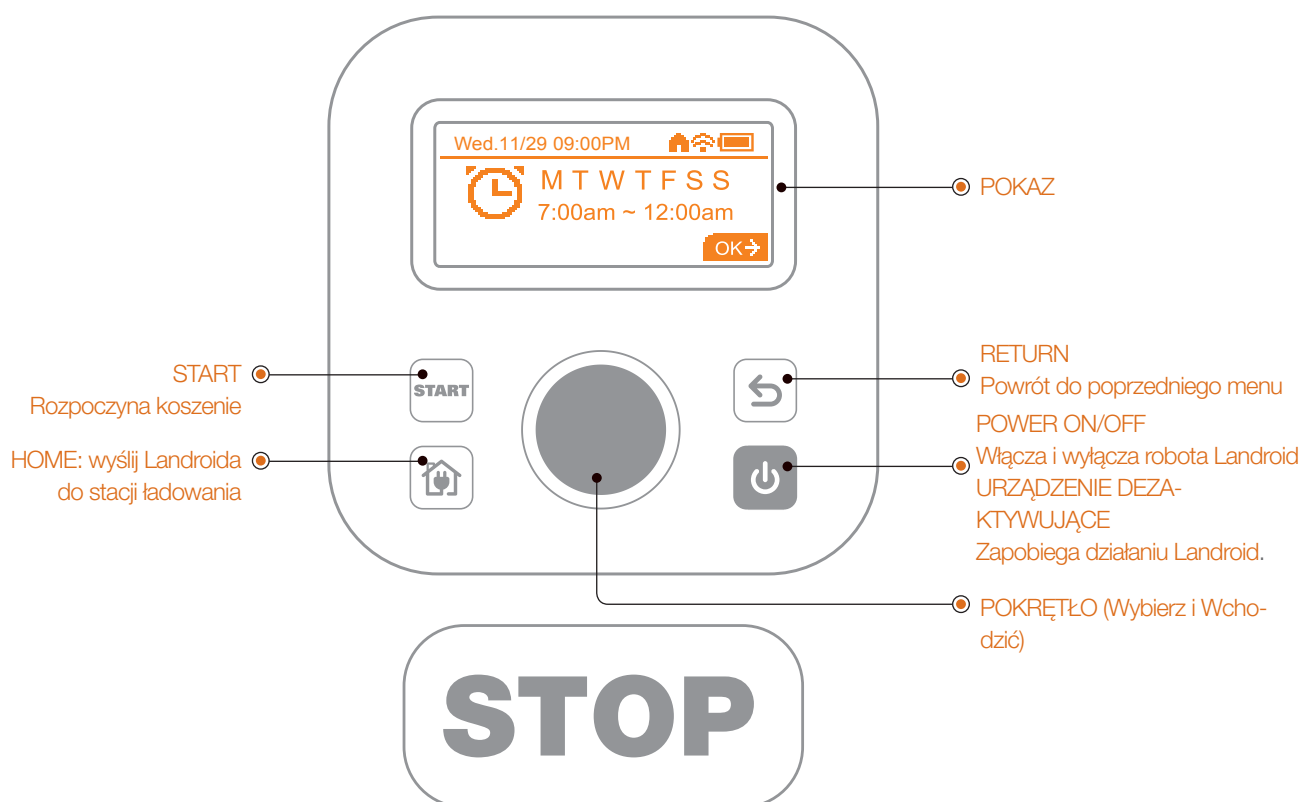 Wed.11/29 09:00PM
M T W T F S S
7:00am ~ 12:00am
OK
POKAZ
START
Rozpoczyna koszenie
START
HOME: wyślij Landroida
do stacji ładowania
RETURN
Powrót do poprzedniego menu
POWER ON/OFF
Włącza i wyłącza robota Landroid
URZĄDZENIE DEZA-
KTYWUJĄCE
Zapobiega działaniu Landroid.
POKRĘTŁO (Wybierz i Wcho-
dzić)
STOP